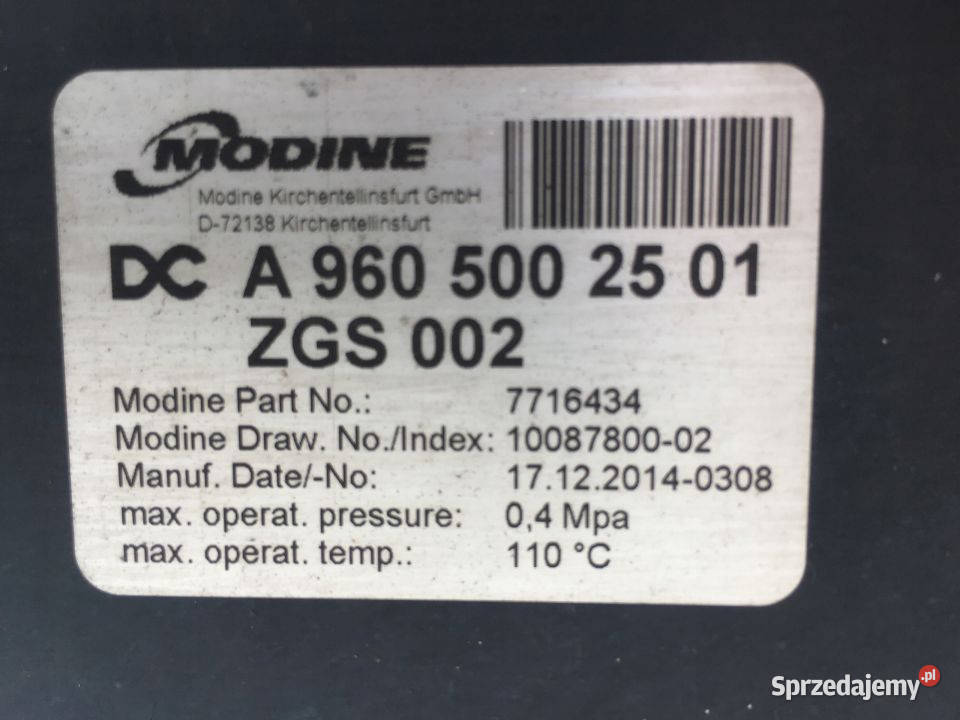 MODINE
Modine Kirchentellinsfurt GmbH
D-72138 Kirchentellinsfurt
DC A 960 500 25 01
ZGS 002
Modine Part No.: 7716434
Modine Draw. No./Index: 10087800-02
Manuf. Date/-No: 17.12.2014-0308
max. operat. pressure: 0,4 Mpa
max. operat. temp.: 110 °C
Sprzedajemy.pl